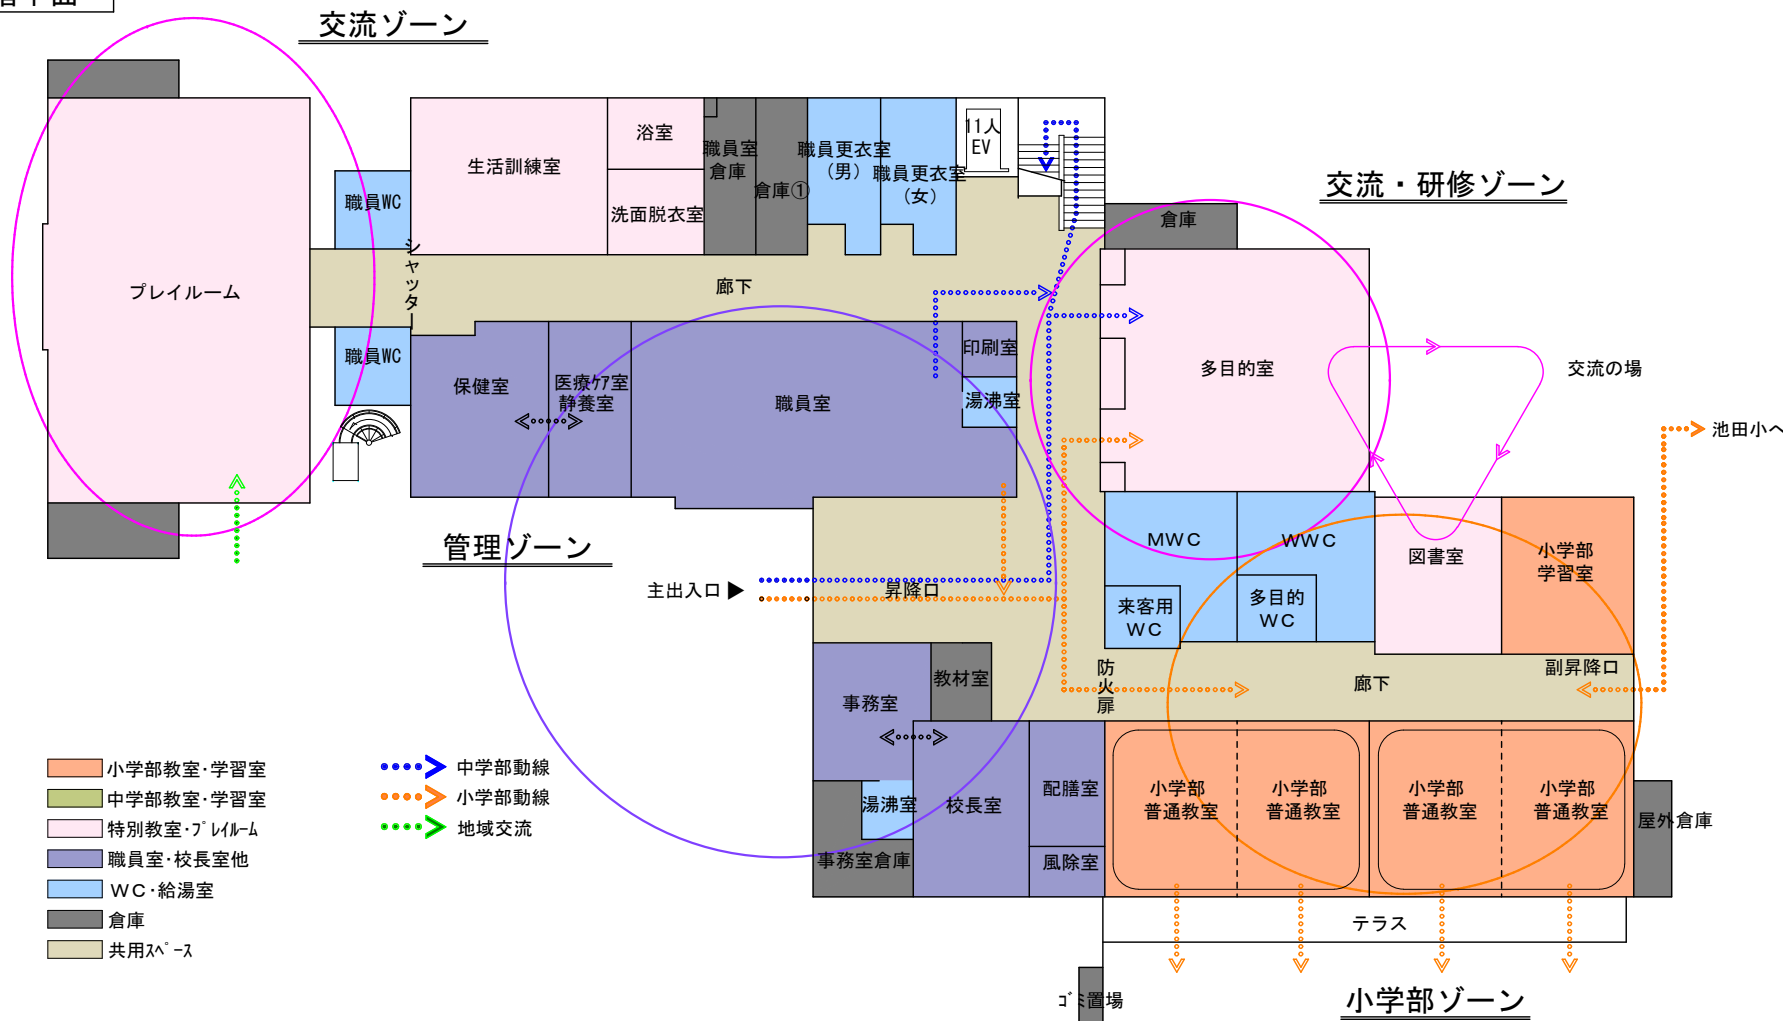 交流ゾーン
交流・研修ゾーン
管理ゾーン
小学部ゾーン
プレイルーム
職員WC
職員WC
シャッター
生活訓練室
浴室
洗面脱衣室
職員室
倉庫
倉庫①
職員更衣室
(男)
職員更衣室
(女)
11人
EV
倉庫
廊下
保健室
医療ケア室
静養室
職員室
印刷室
湯沸室
多目的室
交流の場
池田小へ
主出入口▶
昇降口
MWC
WWC
来客用
WC
多目的
WC
図書室
小学部
学習室
副昇降口
防火扉
廊下
事務室
教材室
湯沸室
事務室倉庫
校長室
配膳室
風除室
小学部
普通教室
小学部
普通教室
小学部
普通教室
小学部
普通教室
屋外倉庫
テラス
ゴミ置場
小学部教室・学習室
中学部教室・学習室
特別教室・プレイルーム
職員室・校長室他
WC・給湯室
倉庫
共用スペース
中学部動線
小学部動線
地域交流